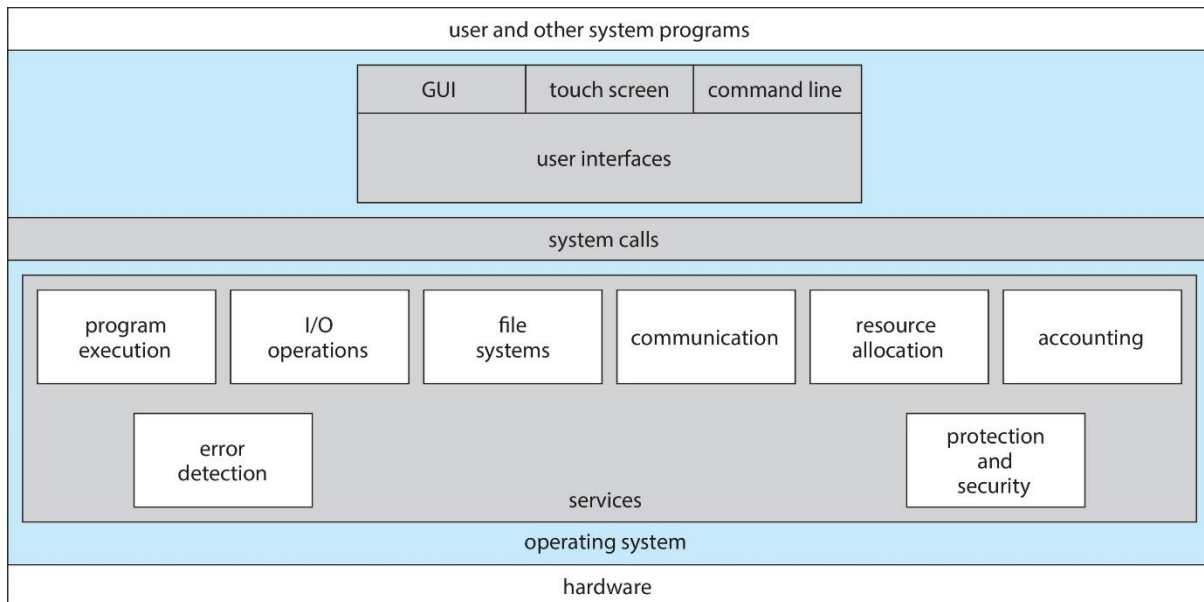 user and other system programs
GUI
touch screen
command line
user interfaces
system calls
program
execution
I/O
operations
file
systems
communication
resource
allocation
accounting
error
detection
protection
and
security
services
operating system
hardware